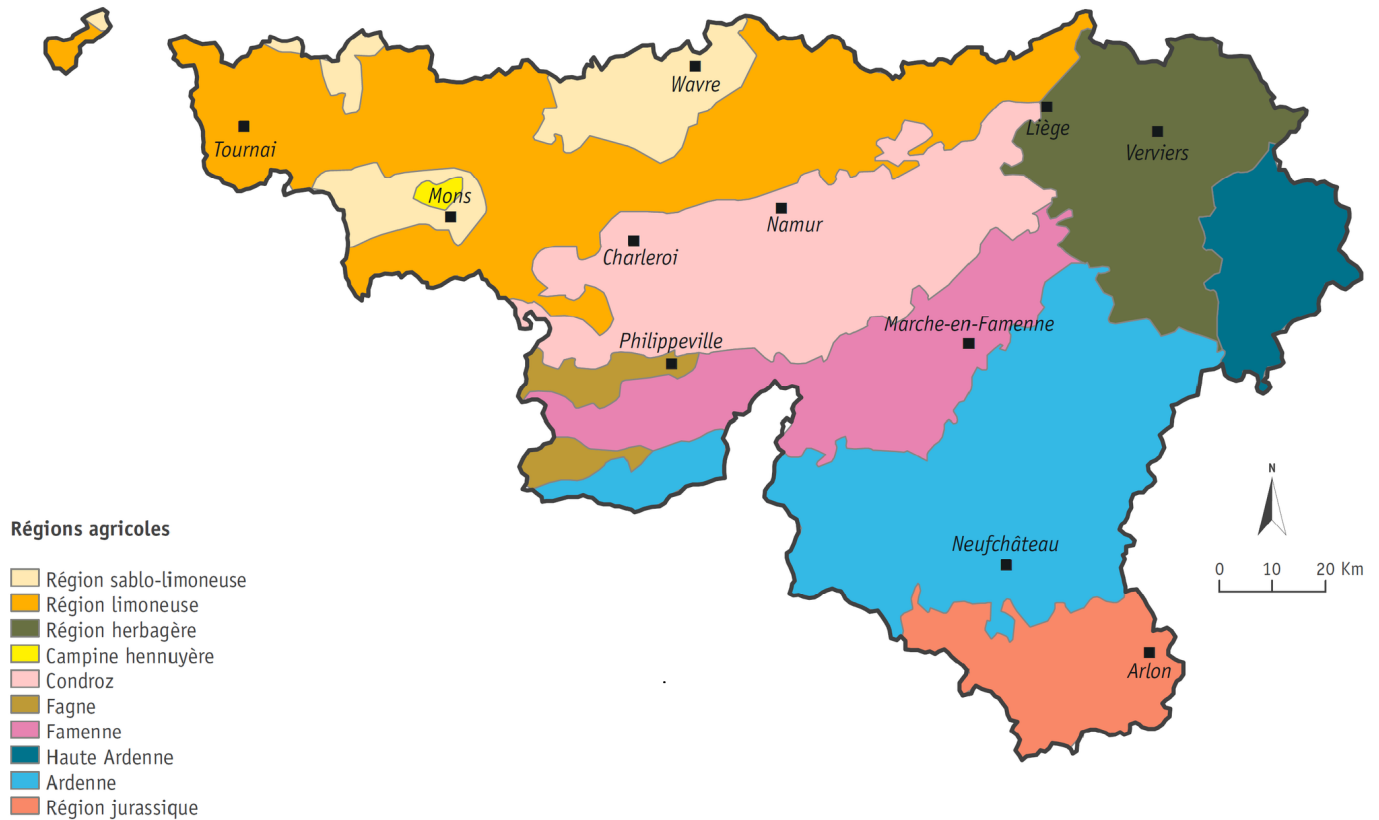 Wavre
Liège
Tournai
Verviers
Mons
Namur
Charleroi
Marche-en-Famenne
Philippeville
N
Régions agricoles
Neufchâteau
0 10 20 Km
Région sablo-limoneuse
Région limoneuse
Région herbagère
Campine hennuyère
Arlon
Condroz
Fagne
Famenne
Haute Ardenne
Ardenne
Région jurassique